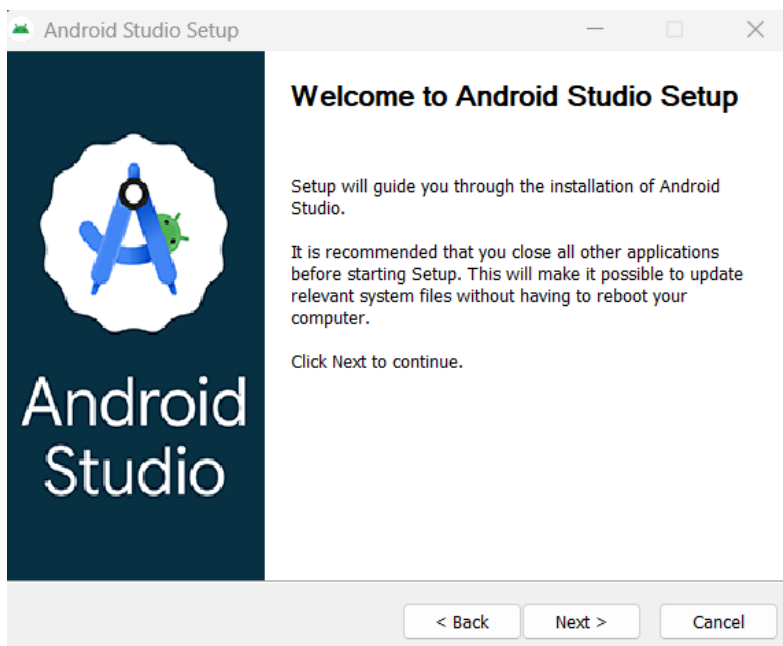 Android Studio Setup
Welcome to Android Studio Setup
Setup will guide you through the installation of Android
Studio.
It is recommended that you close all other applications
before starting Setup. This will make it possible to update
relevant system files without having to reboot your
computer.
Click Next to continue.
Android
Studio
< Back
Next >
Cancel